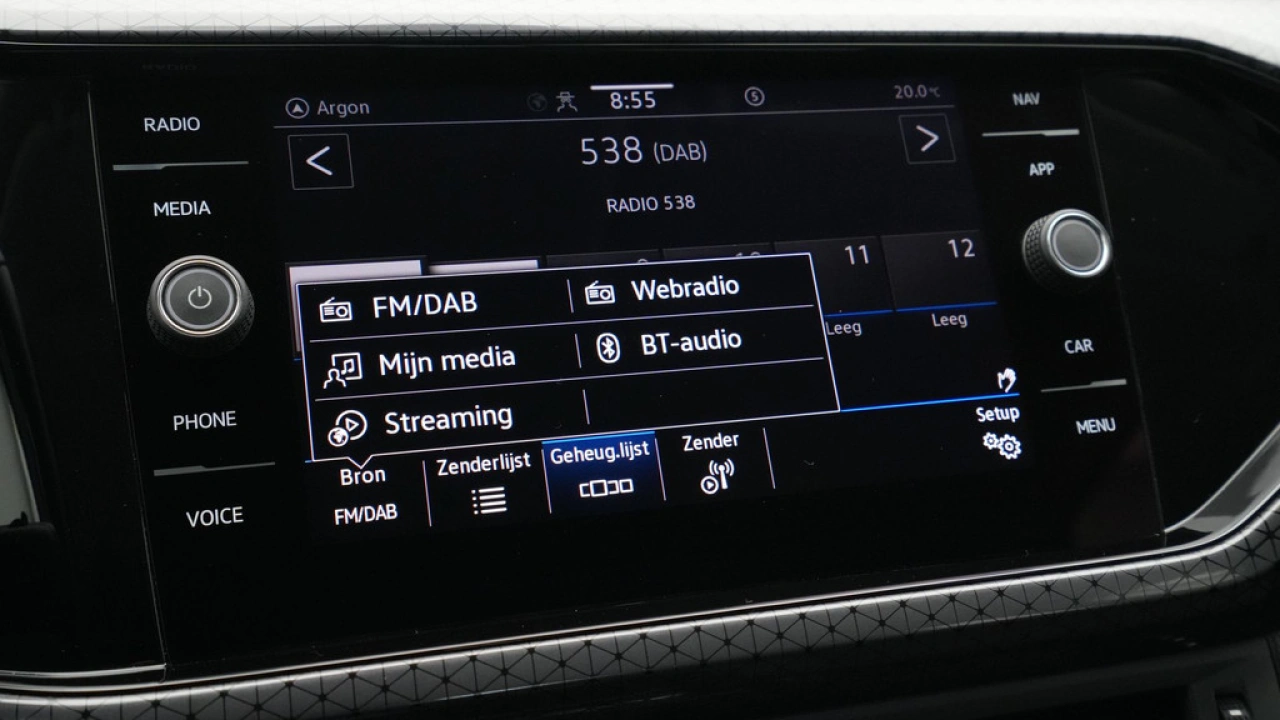 RADIO
MEDIA
PHONE
VOICE
Argon
8:55
S
20.0°C
538 (DAB)
RADIO 538
11
12
Leeg
Leeg
FM/DAB
Webradio
Mijn media
BT-audio
Streaming
Bron
FM/DAB
Zenderlijst
Geheug.lijst
Zender
Setup
NAV
APP
CAR
MENU